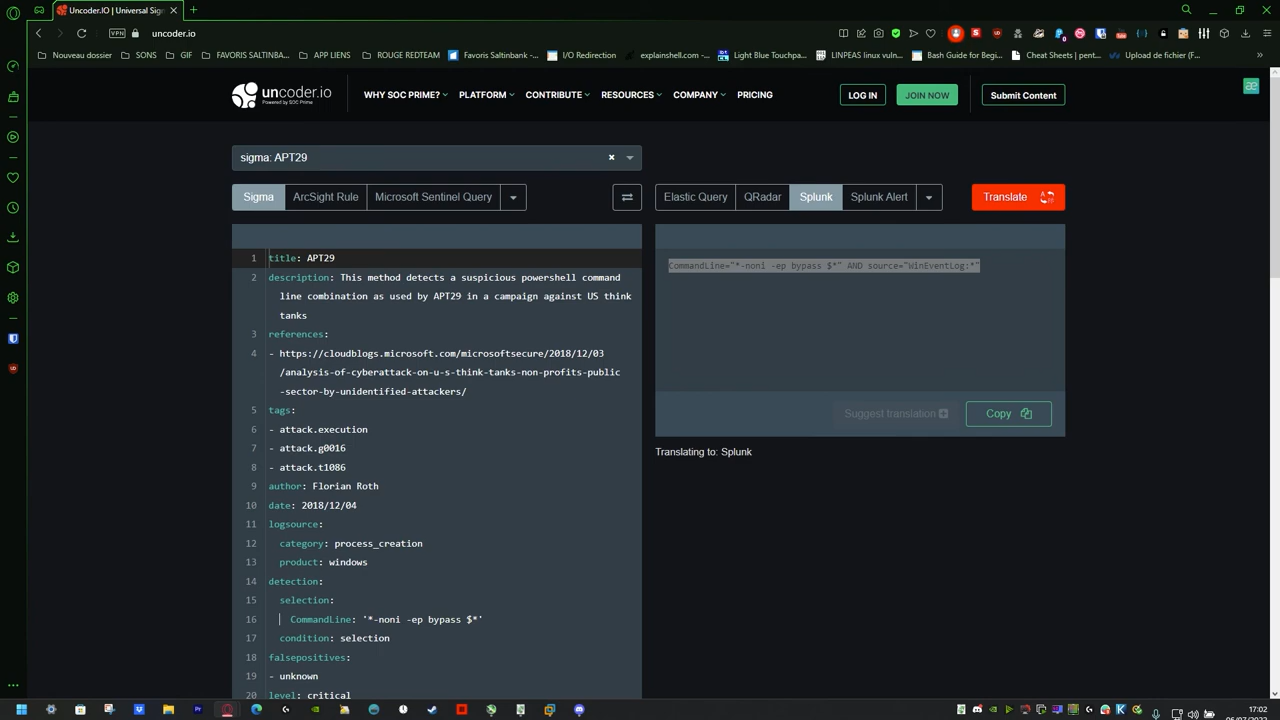 Uncoder.IO | Universal Sign
VPN
uncoder.io
Nouveau dossier
SONS
GIF
FAVORIS SALTINBA...
APP LIENS
ROUGE REDTEAM
Favoris Saltinbank -...
I/O Redirection
explainshell.com -...
Light Blue Touchpa...
LINPEAS linux vuln...
Bash Guide for Begi...
Cheat Sheets | pent...
Upload de fichier (F...
uncoder.io
Powered by SOC Prime
WHY SOC PRIME?
PLATFORM
CONTRIBUTE
RESOURCES
COMPANY
PRICING
LOG IN
JOIN NOW
Submit Content
sigma: APT29
Sigma
ArcSight Rule
Microsoft Sentinel Query
Elastic Query
QRadar
Splunk
Splunk Alert
Translate
1 title: APT29
2 description: This method detects a suspicious powershell command
line combination as used by APT29 in a campaign against US think
tanks
3 references:
4 - https://cloudblogs.microsoft.com/microsoftsecure/2018/12/03
/analysis-of-cyberattack-on-u-s-think-tanks-non-profits-public
-sector-by-unidentified-attackers/
5 tags:
6 - attack.execution
7 - attack.g0016
8 - attack.t1086
9 author: Florian Roth
10 date: 2018/12/04
11 logsource:
12 category: process_creation
13 product: windows
14 detection:
15 selection:
16 CommandLine: '*-noni -ep bypass $*'
17 condition: selection
18 falsepositives:
19 - unknown
20 level: critical
CommandLine="*-noni -ep bypass $*" AND source="WinEventLog:*"
Suggest translation
Copy
Translating to: Splunk
17:02